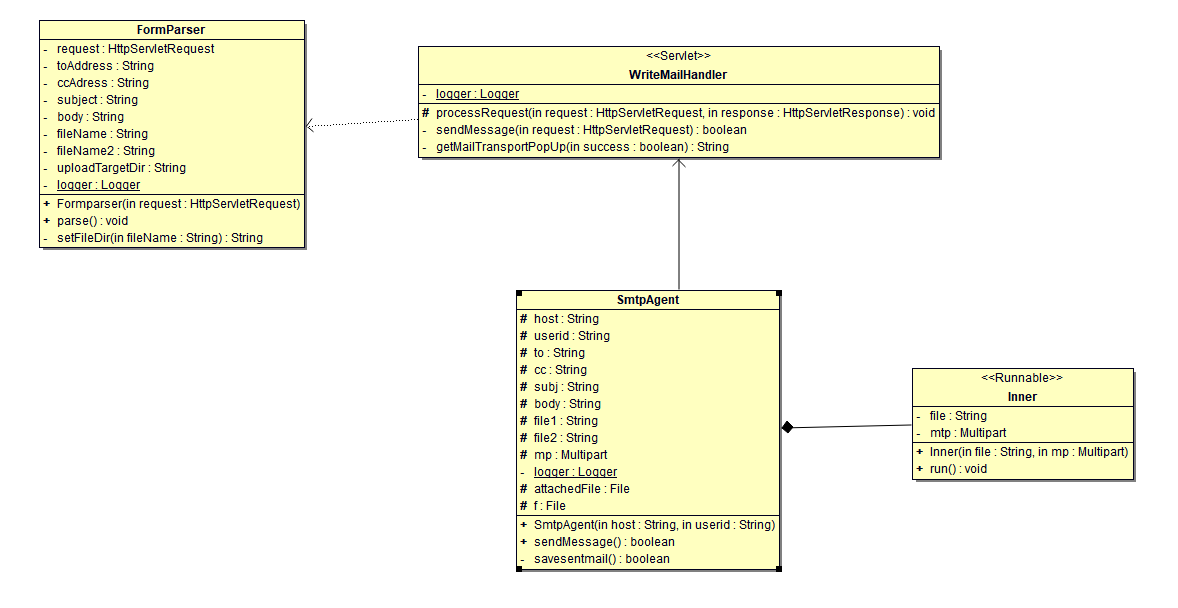 FormParser
- request : HttpServletRequest
- toAddress : String
- ccAdress : String
- subject : String
- body : String
- fileName : String
- fileName2 : String
- uploadTargetDir : String
- logger : Logger
+ Formparser(in request : HttpServletRequest)
+ parse() : void
- setFileDir(in fileName : String) : String
<<Servlet>>
WriteMailHandler
- logger : Logger
# processRequest(in request : HttpServletRequest, in response : HttpServletResponse) : void
- sendMessage(in request : HttpServletRequest) : boolean
- getMailTransportPopUp(in success : boolean) : String
SmtpAgent
# host : String
# userid : String
# to : String
# cc : String
# subj : String
# body : String
# file1 : String
# file2 : String
# mp : Multipart
- logger : Logger
# attachedFile : File
# f : File
+ SmtpAgent(in host : String, in userid : String)
+ sendMessage() : boolean
- savesentmail() : boolean
<<Runnable>>
Inner
- file : String
- mtp : Multipart
+ Inner(in file : String, in mp : Multipart)
+ run() : void